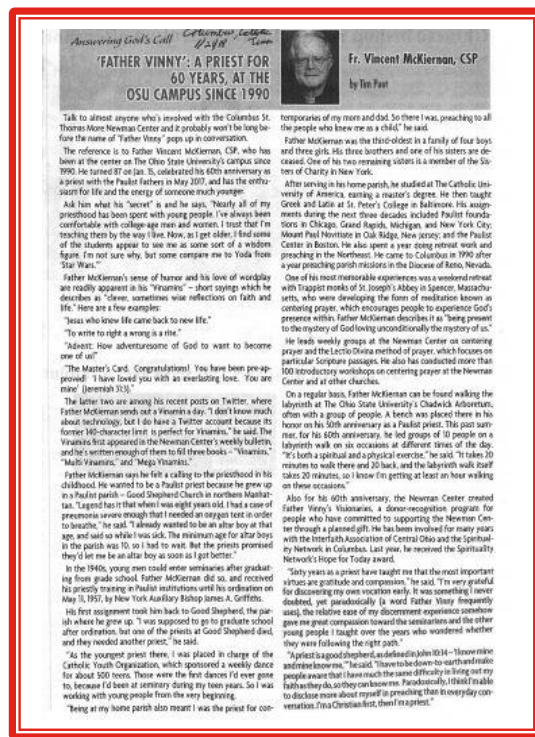 Answering God's Call
Columbus, Catholic
Times
'FATHER VINNY': A PRIEST FOR
60 YEARS, AT THE
OSU CAMPUS SINCE 1990
Fr. Vincent McKiernan, CSP
by Tim Puet
Talk to almost anyone who's involved with the Columbus St.
Thomas More Newman Center and it probably won't be long be-
fore the name of "Father Vinny" pops up in conversation.
The reference is to Father Vincent McKiernan, CSP, who has
been at the center on The Ohio State University's campus since
1990. He turned 87 on Jan. 15, celebrated his 60th anniversary as
a priest with the Paulist Fathers in May 2017, and has the enthu-
siasm for life and the energy of someone much younger.
Ask him what his "secret" is and he says, "Nearly all of my
priesthood has been spent with young people. I've always been
comfortable with college-age men and women. I trust that I'm
teaching them by the way I live. Now, as I get older, I find some
of the students appear to see me as some sort of a wisdom
figure. I'm not sure why, but some compare me to Yoda from
'Star Wars.'"
Father McKiernan's sense of humor and his love of wordplay
are readily apparent in his "Vinamins" – short sayings which he
describes as "clever, sometimes wise reflections on faith and
life." Here are a few examples:
"Jesus who knew life came back to new life."
"To write to right a wrong is a rite."
"Advent: How adventuresome of God to want to become
one of us!"
"The Master's Card. Congratulations! You have been pre-ap-
proved! 'I have loved you with an everlasting love. You are
mine' (Jeremiah 31:3)."
The latter two are among his recent posts on Twitter, where
Father McKiernan sends out a Vinamin a day. "I don't know much
about technology, but I do have a Twitter account because its
former 140-character limit is perfect for Vinamins," he said. The
Vinamins first appeared in the Newman Center's weekly bulletin,
and he's written enough of them to fill three books – "Vinamins,"
"Multi Vinamins," and "Mega Vinamins."
Father McKiernan says he felt a calling to the priesthood in his
childhood. He wanted to be a Paulist priest because he grew up
in a Paulist parish – Good Shepherd Church in northern Manhat-
tan. "Legend has it that when I was eight years old, I had a case of
pneumonia severe enough that I needed an oxygen tent in order
to breathe," he said. "I already wanted to be an altar boy at that
age, and said so while I was sick. The minimum age for altar boys
in the parish was 10, so I had to wait. But the priests promised
they'd let me be an altar boy as soon as I got better."
In the 1940s, young men could enter seminaries after graduat-
ing from grade school. Father McKiernan did so, and received
his priestly training in Paulist institutions until his ordination on
May 11, 1957, by New York Auxiliary Bishop James A. Griffiths.
His first assignment took him back to Good Shepherd, the par-
ish where he grew up. "I was supposed to go to graduate school
after ordination, but one of the priests at Good Shepherd died,
and they needed another priest," he said.
"As the youngest priest there, I was placed in charge of the
Catholic Youth Organization, which sponsored a weekly dance
for about 500 teens. Those were the first dances I'd ever gone
to, because I'd been at seminary during my teen years. So I was
working with young people from the very beginning.
"Being at my home parish also meant I was the priest for con-
temporaries of my mom and dad. So there I was, preaching to all
the people who knew me as a child," he said.
Father McKiernan was the third-oldest in a family of four boys
and three girls. His three brothers and one of his sisters are de-
ceased. One of his two remaining sisters is a member of the Sis-
ters of Charity in New York.
After serving in his home parish, he studied at The Catholic Uni-
versity of America, earning a master's degree. He then taught
Greek and Latin at St. Peter's College in Baltimore. His assign-
ments during the next three decades included Paulist founda-
tions in Chicago, Grand Rapids, Michigan, and New York City;
Mount Paul Novitiate in Oak Ridge, New Jersey; and the Paulist
Center in Boston. He also spent a year doing retreat work and
preaching in the Northeast. He came to Columbus in 1990 after
a year preaching parish missions in the Diocese of Reno, Nevada.
One of his most memorable experiences was a weekend retreat
with Trappist monks of St. Joseph's Abbey in Spencer, Massachu-
setts, who were developing the form of meditation known as
centering prayer, which encourages people to experience God's
presence within. Father McKiernan describes it as "being present
to the mystery of God loving unconditionally the mystery of us."
He leads weekly groups at the Newman Center on centering
prayer and the Lectio Divina method of prayer, which focuses on
particular Scripture passages. He also has conducted more than
100 introductory workshops on centering prayer at the Newman
Center and at other churches.
On a regular basis, Father McKiernan can be found walking the
labyrinth at The Ohio State University's Chadwick Arboretum,
often with a group of people. A bench was placed there in his
honor on his 50th anniversary as a Paulist priest. This past sum-
mer, for his 60th anniversary, he led groups of 10 people on a
labyrinth walk on six occasions at different times of the day.
"It's both a spiritual and a physical exercise," he said. "It takes 20
minutes to walk there and 20 back, and the labyrinth walk itself
takes 20 minutes, so I know I'm getting at least an hour walking
on these occasions."
Also for his 60th anniversary, the Newman Center created
Father Vinny's Visionaries, a donor-recognition program for
people who have committed to supporting the Newman Cen-
ter through a planned gift. He has been involved for many years
with the Interfaith Association of Central Ohio and the Spiritual-
ity Network in Columbus. Last year, he received the Spirituality
Network's Hope for Today award.
"Sixty years as a priest have taught me that the most important
virtues are gratitude and compassion," he said. "I'm very grateful
for discovering my own vocation early. It was something I never
doubted, yet paradoxically (a word Father Vinny frequently
uses), the relative ease of my discernment experience somehow
gave me great compassion toward the seminarians and the other
young people I taught over the years who wondered whether
they were following the right path."
"A priest is a good shepherd, as defined in John 10:14 – 'I know mine
and mine know me,'" he said. "I have to be down-to-earth and make
people aware that I have much the same difficulty in living out my
faith as they do, so they can know me. Paradoxically, I think I'm able
to disclose more about myself in preaching than in everyday con-
versation. I'm a Christian first, then I'm a priest."